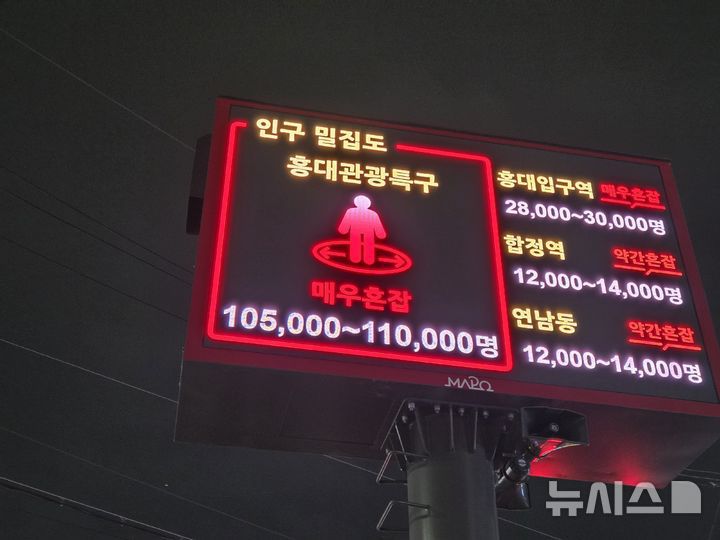 인구 밀집도
홍대관광특구
매우혼잡
105,000~110,000명
홍대입구역 매우혼잡
28,000~30,000명
합정역 약간혼잡
12,000~14,000명
연남동 약간혼잡
12,000~14,000명
MAPO
뉴시스